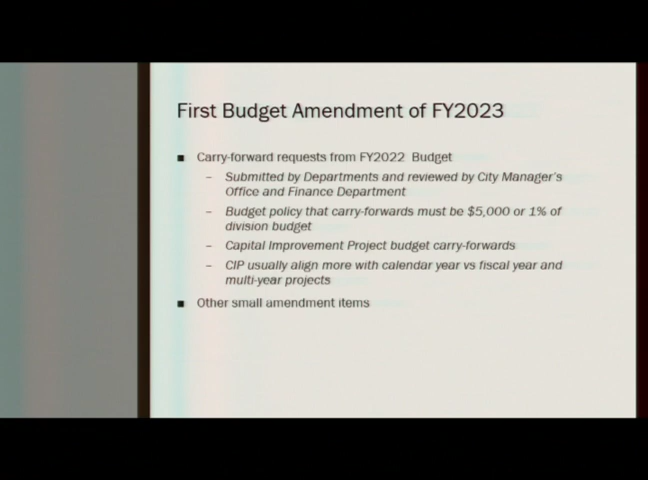 First Budget Amendment of FY2023
■ Carry-forward requests from FY2022 Budget
– Submitted by Departments and reviewed by City Manager's
Office and Finance Department
– Budget policy that carry-forwards must be $5,000 or 1% of
division budget
– Capital Improvement Project budget carry-forwards
– CIP usually align more with calendar year vs fiscal year and
multi-year projects
■ Other small amendment items